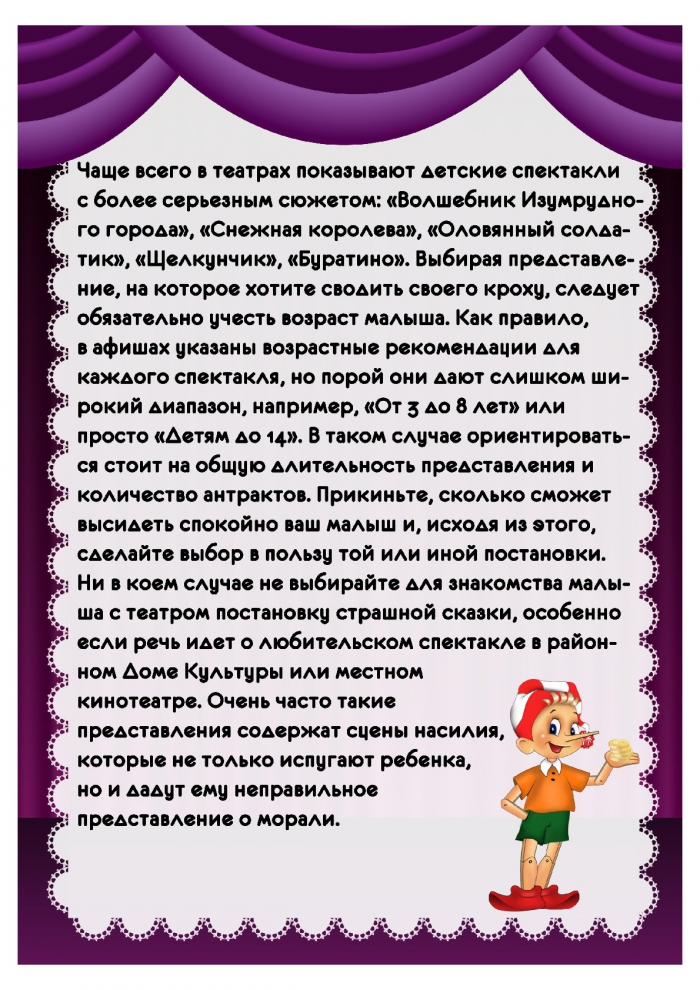 Чаще всего в театрах показывают детские спектакли
с более серьезным сюжетом: «Волшебник Изумрудно-
го города», «Снежная королева», «Оловянный солда-
тик», «Щелкунчик», «Буратино». Выбирая представле-
ние, на которое хотите сводить своего кроху, следует
обязательно учесть возраст малыша. Как правило,
в афишах указаны возрастные рекомендации для
каждого спектакля, но порой они дают слишком ши-
рокий диапазон, например, «От 3 до 8 лет» или
просто «Детям до 14». В таком случае ориентировать-
ся стоит на общую длительность представления и
количество антрактов. Прикиньте, сколько сможет
высидеть спокойно ваш малыш и, исходя из этого,
сделайте выбор в пользу той или иной постановки.
Ни в коем случае не выбирайте для знакомства малы-
ша с театром постановку страшной сказки, особенно
если речь идет о любительском спектакле в район-
ном Доме Культуры или местном
кинотеатре. Очень часто такие
представления содержат сцены насилия,
которые не только испугают ребенка,
но и дадут ему неправильное
представление о морали.